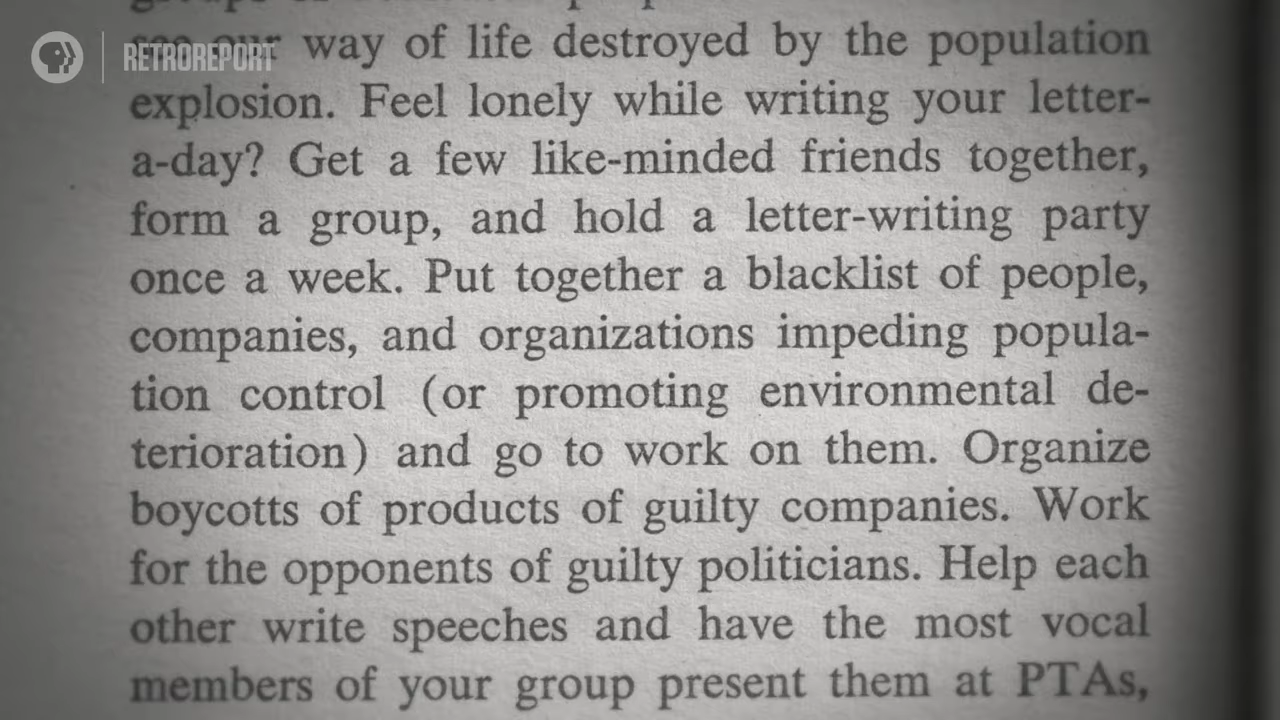 RETROREPORT
way of life destroyed by the population
explosion. Feel lonely while writing your letter-
a-day? Get a few like-minded friends together,
form a group, and hold a letter-writing party
once a week. Put together a blacklist of people,
companies, and organizations impeding popula-
tion control (or promoting environmental de-
terioration) and go to work on them. Organize
boycotts of products of guilty companies. Work
for the opponents of guilty politicians. Help each
other write speeches and have the most vocal
members of your group present them at PTAs,